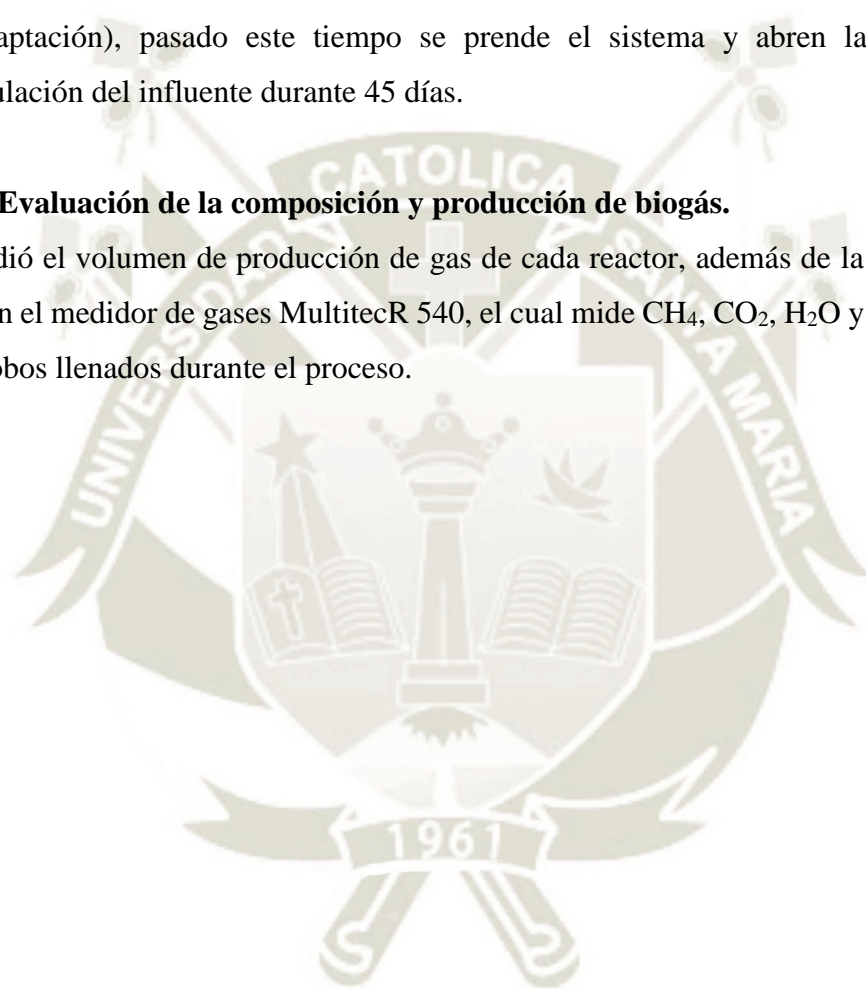 aptación), pasado este tiempo se prende el sistema y abren la
ulación del influente durante 45 días.
Evaluación de la composición y producción de biogás.
dió el volumen de producción de gas de cada reactor, además de la
n el medidor de gases MultitecR 540, el cual mide CH₄, CO₂, H₂O y
obos llenados durante el proceso.
UNIVERSIDAD CATOLICA SANTA MARIA
1961